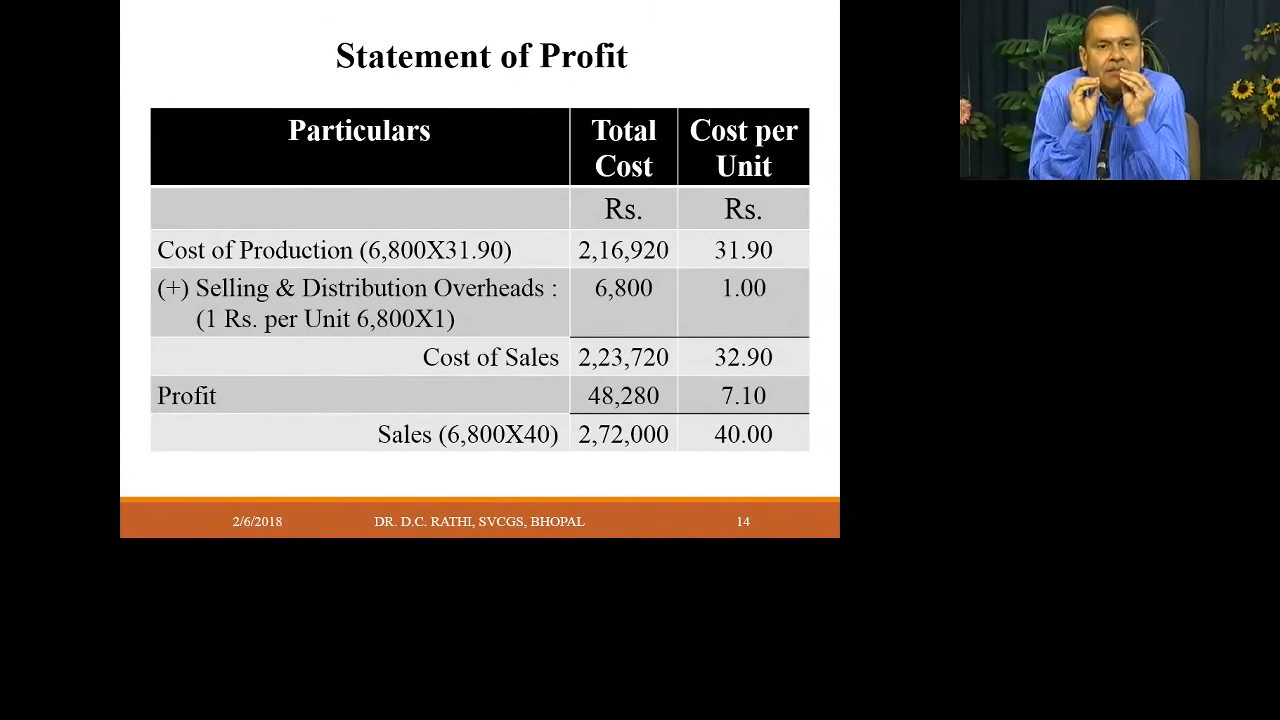 Statement of Profit
Particulars
Total Cost
Cost per Unit
Rs.
Rs.
Cost of Production (6,800X31.90)
2,16,920
31.90
(+) Selling & Distribution Overheads :
(1 Rs. per Unit 6,800X1)
6,800
1.00
Cost of Sales
2,23,720
32.90
Profit
48,280
7.10
Sales (6,800X40)
2,72,000
40.00
2/6/2018
DR. D.C. RATHI, SVCGS, BHOPAL
14